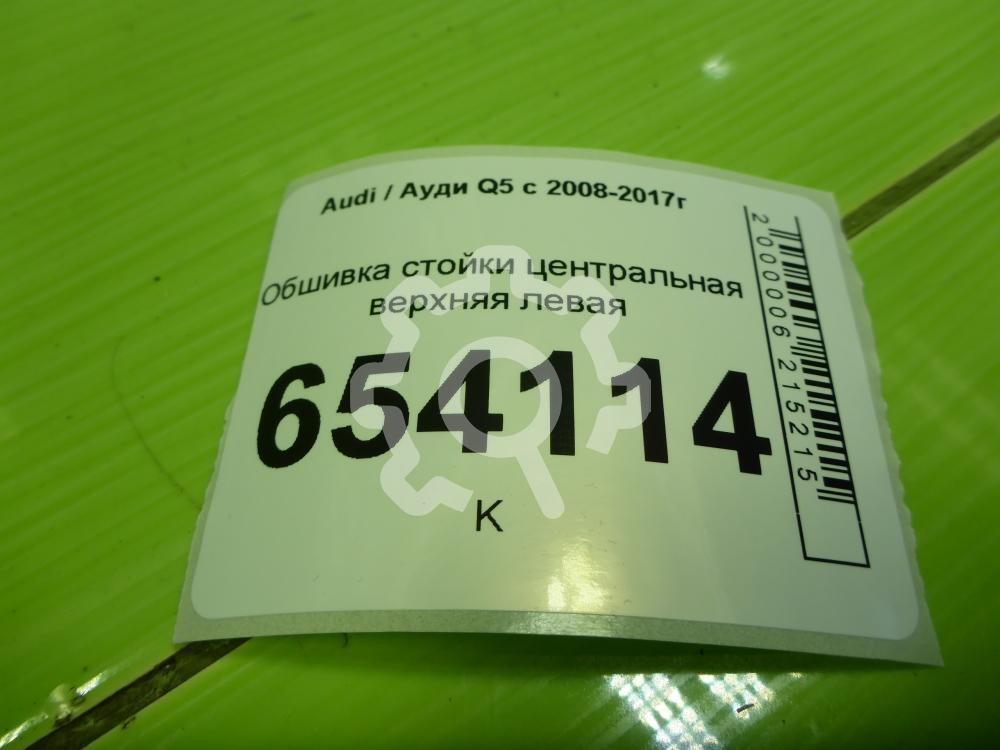 Audi / Ауди Q5 с 2008-2017г
Обшивка стойки центральная
верхняя левая
654114
К
2000006215215